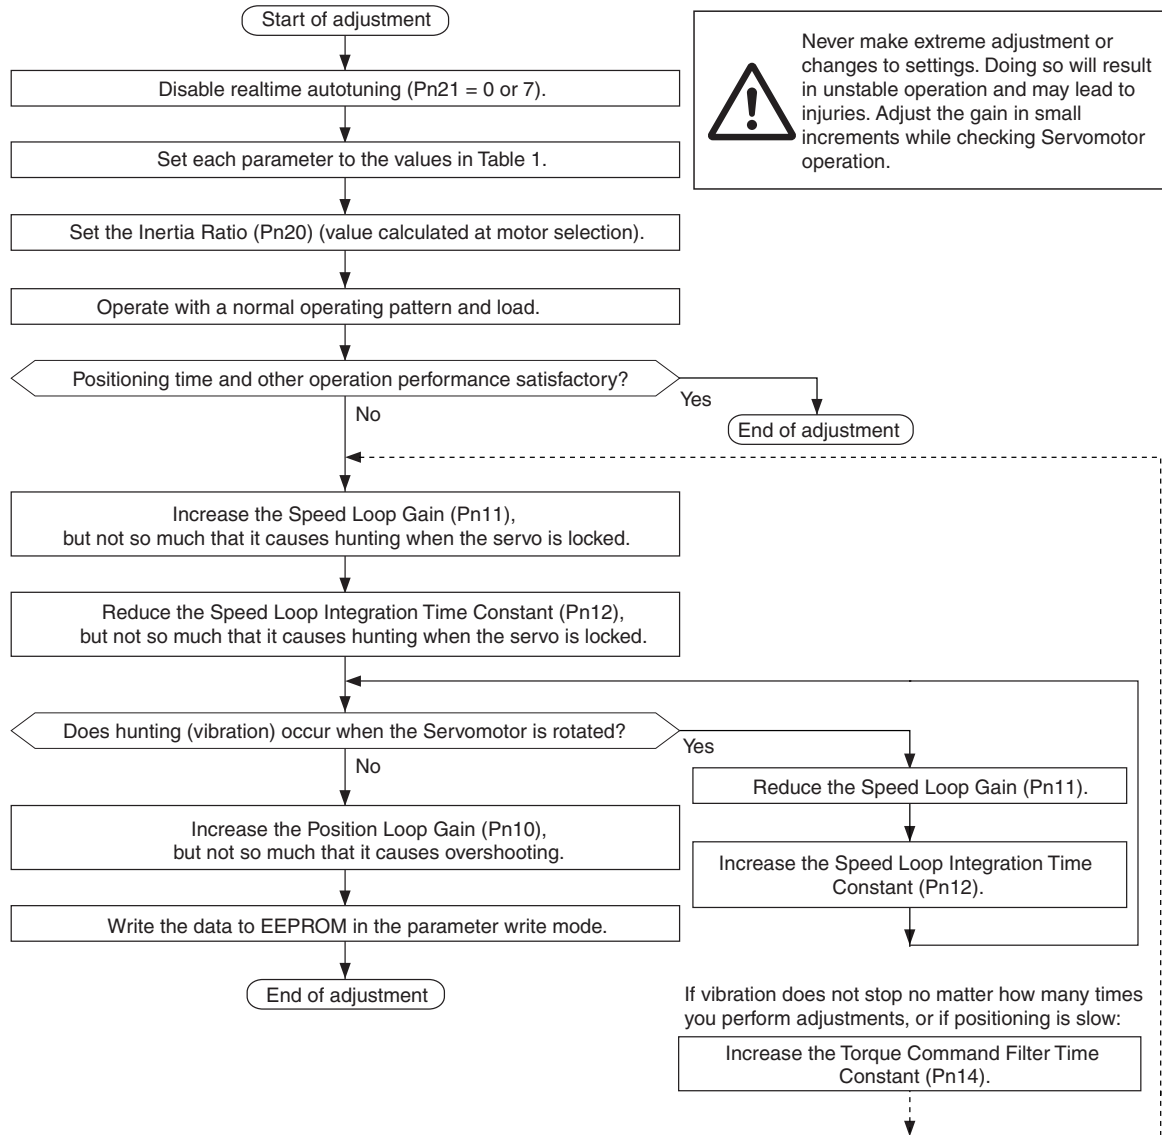 Start of adjustment
Never make extreme adjustment or
changes to settings. Doing so will result
in unstable operation and may lead to
injuries. Adjust the gain in small
increments while checking Servomotor
operation.
Disable realtime autotuning (Pn21 = 0 or 7).
Set each parameter to the values in Table 1.
Set the Inertia Ratio (Pn20) (value calculated at motor selection).
Operate with a normal operating pattern and load.
Positioning time and other operation performance satisfactory?
Yes
No
End of adjustment
Increase the Speed Loop Gain (Pn11),
but not so much that it causes hunting when the servo is locked.
Reduce the Speed Loop Integration Time Constant (Pn12),
but not so much that it causes hunting when the servo is locked.
Does hunting (vibration) occur when the Servomotor is rotated?
Yes
No
Reduce the Speed Loop Gain (Pn11).
Increase the Speed Loop Integration Time
Constant (Pn12).
Increase the Position Loop Gain (Pn10),
but not so much that it causes overshooting.
Write the data to EEPROM in the parameter write mode.
End of adjustment
If vibration does not stop no matter how many times
you perform adjustments, or if positioning is slow:
Increase the Torque Command Filter Time
Constant (Pn14).